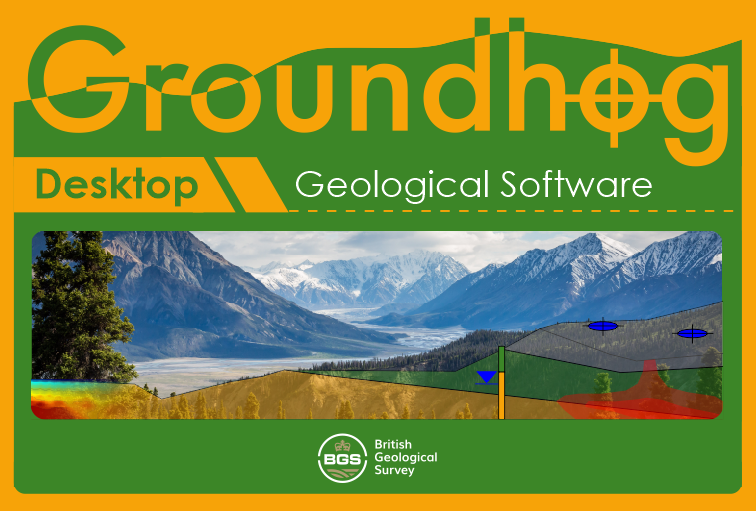 Groundhog
Desktop
Geological Software
BGS
British
Geological
Survey